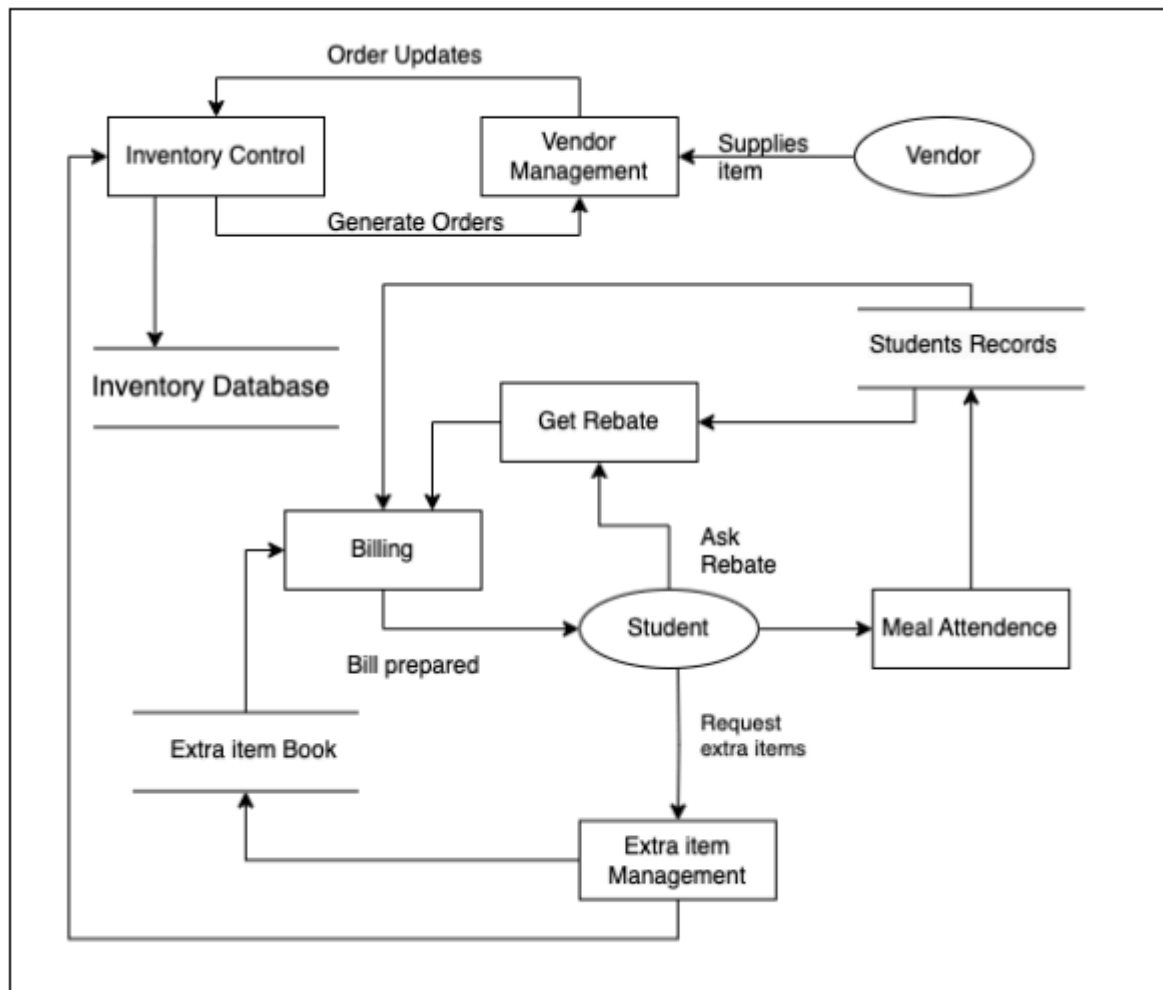 Order Updates
Inventory Control
Vendor
Management
Supplies
item
Vendor
Generate Orders
Students Records
Inventory Database
Get Rebate
Billing
Ask
Rebate
Student
Meal Attendence
Bill prepared
Request
extra items
Extra item Book
Extra item
Management